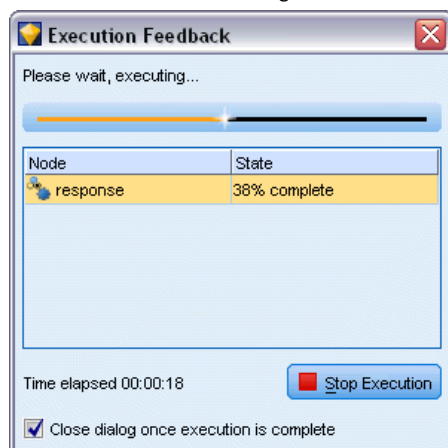 Execution Feedback
Please wait, executing...
Node State
response 38% complete
Time elapsed 00:00:18
Stop Execution
Close dialog once execution is complete